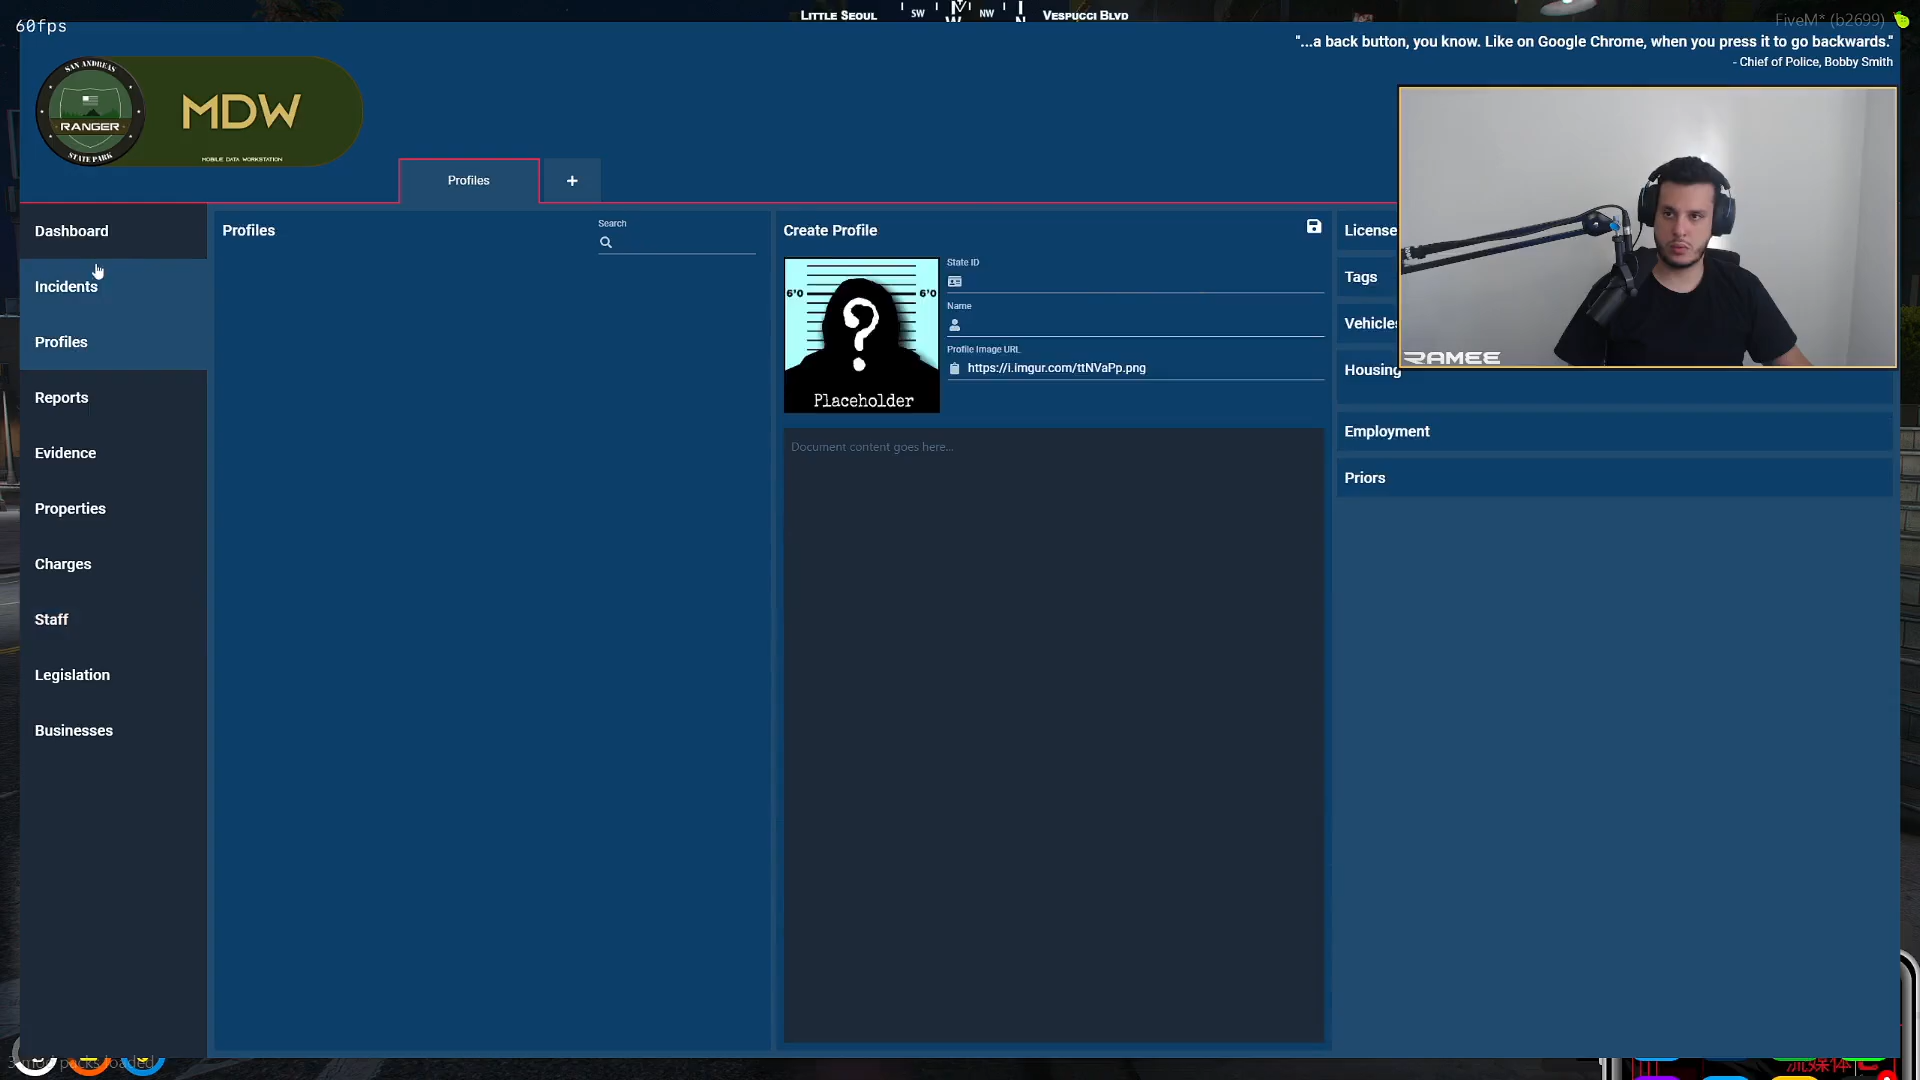 60fps
LITTLE SEOUL
SW
NW
VESPUCCI BLVD
FiveM* (b2699)
"...a back button, you know. Like on Google Chrome, when you press it to go backwards."
- Chief of Police, Bobby Smith
SAN ANDREAS
RANGER
STATE PARK
MDW
MOBILE DATA WORKSTATION
Profiles
+
Dashboard
Incidents
Profiles
Reports
Evidence
Properties
Charges
Staff
Legislation
Businesses
Profiles
Search
Create Profile
6'0
6'0
?
Placeholder
State ID
Name
Profile Image URL
https://i.imgur.com/ttNVaPp.png
Document content goes here...
License
Tags
Vehicles
Housing
Employment
Priors
RAMEE
流媒体